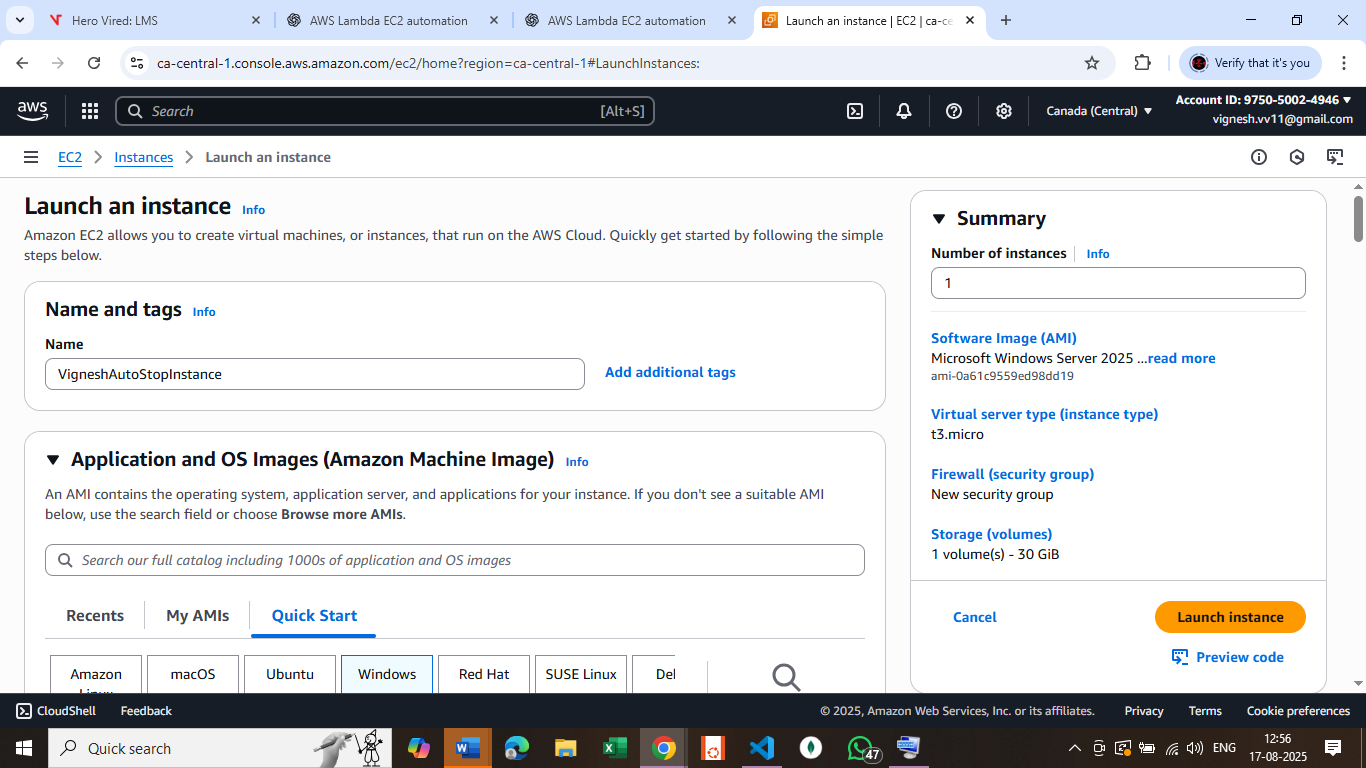 Hero Vired: LMS
AWS Lambda EC2 automation
AWS Lambda EC2 automation
Launch an instance | EC2 | ca-ce
ca-central-1.console.aws.amazon.com/ec2/home?region=ca-central-1#LaunchInstances:
Verify that it's you
aws
Search
[Alt+S]
Canada (Central)
Account ID: 9750-5002-4946
vignesh.vv11@gmail.com
EC2
Instances
Launch an instance
Launch an instance Info
Amazon EC2 allows you to create virtual machines, or instances, that run on the AWS Cloud. Quickly get started by following the simple
steps below.
Name and tags Info
Name
VigneshAutoStopInstance
Add additional tags
Application and OS Images (Amazon Machine Image) Info
An AMI contains the operating system, application server, and applications for your instance. If you don't see a suitable AMI
below, use the search field or choose Browse more AMIs.
Search our full catalog including 1000s of application and OS images
Recents
My AMIs
Quick Start
Amazon
macOS
Ubuntu
Windows
Red Hat
SUSE Linux
Summary
Number of instances Info
1
Software Image (AMI)
Microsoft Windows Server 2025 ...read more
ami-0a61c9559ed98dd19
Virtual server type (instance type)
t3.micro
Firewall (security group)
New security group
Storage (volumes)
1 volume(s) - 30 GiB
Cancel
Launch instance
Preview code
CloudShell
Feedback
© 2025, Amazon Web Services, Inc. or its affiliates.
Privacy
Terms
Cookie preferences
Quick search
47
ENG
12:56
17-08-2025